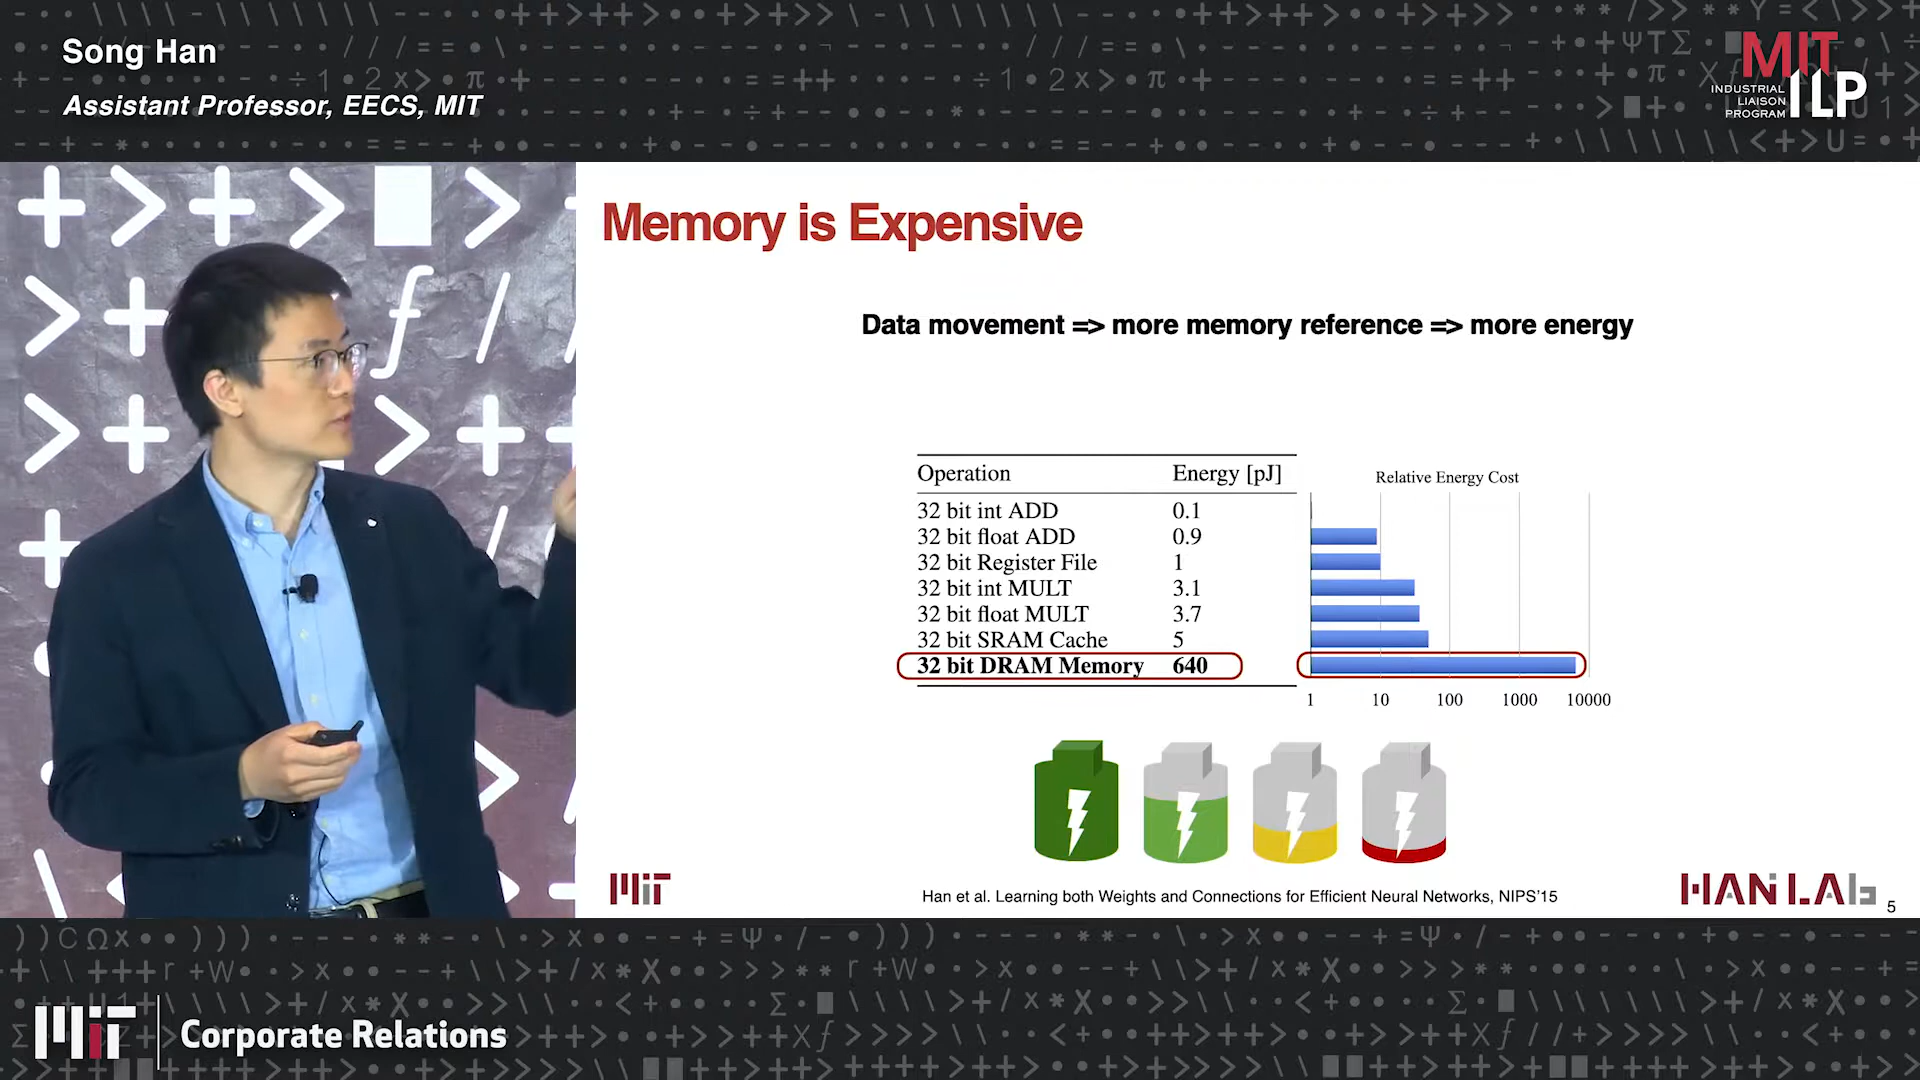 Song Han
Assistant Professor, EECS, MIT
MIT
ILP
INDUSTRIAL
LIAISON
PROGRAM
Memory is Expensive
Data movement => more memory reference => more energy
Operation Energy [pJ]
32 bit int ADD 0.1
32 bit float ADD 0.9
32 bit Register File 1
32 bit int MULT 3.1
32 bit float MULT 3.7
32 bit SRAM Cache 5
32 bit DRAM Memory 640
Relative Energy Cost
1 10 100 1000 10000
MIT
Han et al. Learning both Weights and Connections for Efficient Neural Networks, NIPS'15
HAN LAB
5
MIT
Corporate Relations